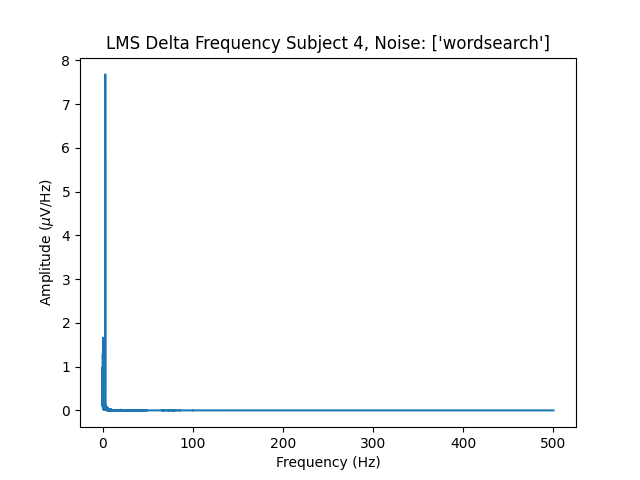 LMS Delta Frequency Subject 4, Noise: ['wordsearch']
8
7
6
5
4
3
2
1
0
Amplitude (μV/Hz)
0 100 200 300 400 500
Frequency (Hz)